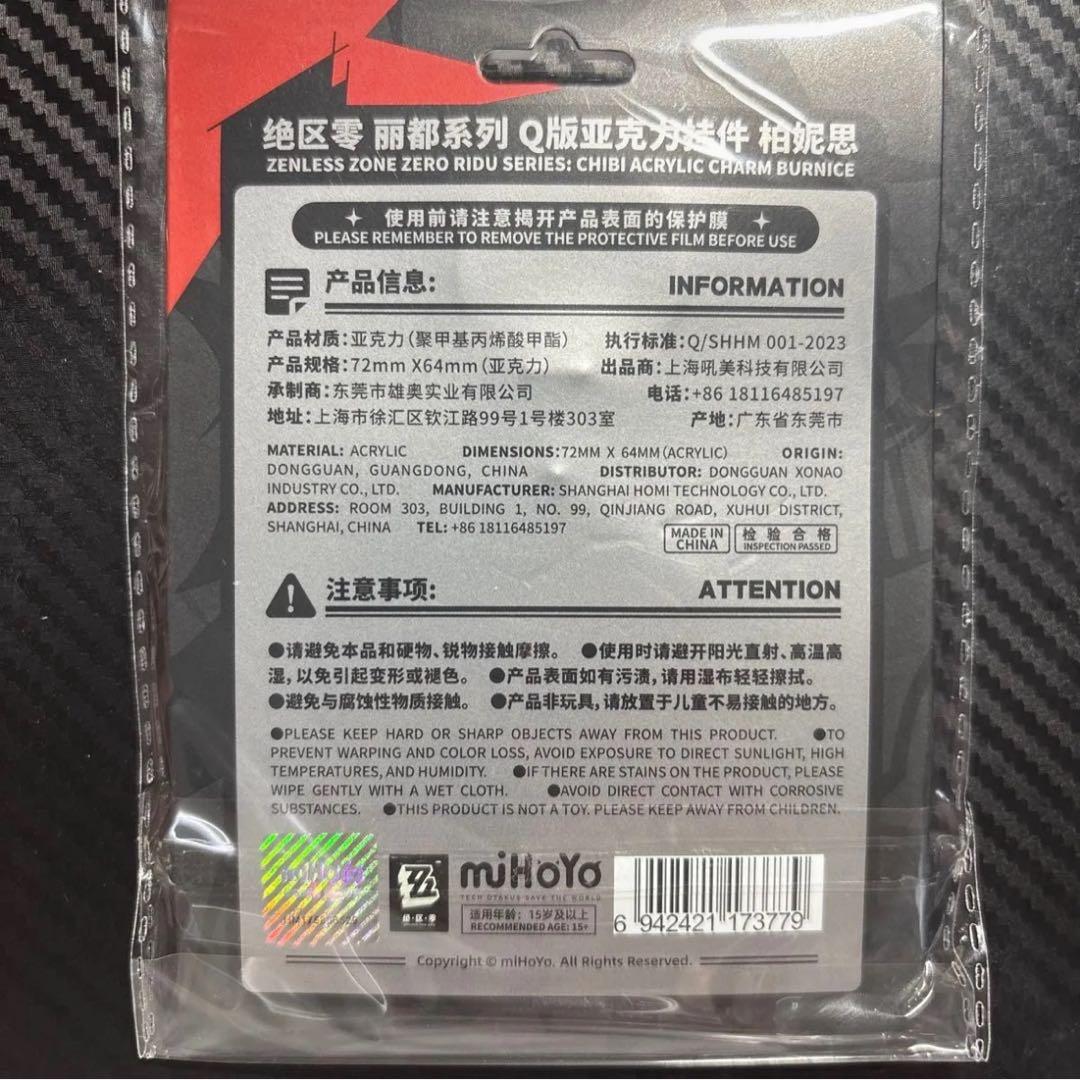 绝区零 丽都系列 Q版亚克力挂件 柏妮思
ZENLESS ZONE ZERO RIDU SERIES: CHIBI ACRYLIC CHARM BURNICE
使用前请注意揭开产品表面的保护膜
PLEASE REMEMBER TO REMOVE THE PROTECTIVE FILM BEFORE USE
产品信息: INFORMATION
产品材质:亚克力(聚甲基丙烯酸甲酯) 执行标准:Q/SHHM 001-2023
产品规格:72mm X64mm(亚克力) 出品商:上海吼美科技有限公司
承制商:东莞市雄奥实业有限公司 电话:+86 18116485197
地址:上海市徐汇区钦江路99号1号楼303室 产地:广东省东莞市
MATERIAL: ACRYLIC DIMENSIONS:72MM X 64MM(ACRYLIC) ORIGIN:
DONGGUAN, GUANGDONG, CHINA DISTRIBUTOR: DONGGUAN XONAO
INDUSTRY CO., LTD. MANUFACTURER: SHANGHAI HOMI TECHNOLOGY CO., LTD.
ADDRESS: ROOM 303, BUILDING 1, NO. 99, QINJIANG ROAD, XUHUI DISTRICT,
SHANGHAI, CHINA TEL: +86 18116485197
MADE IN
CHINA
检验合格
INSPECTION PASSED
注意事项: ATTENTION
●请避免本品和硬物、锐物接触摩擦。 ●使用时请避开阳光直射、高温高
湿,以免引起变形或褪色。 ●产品表面如有污渍,请用湿布轻轻擦拭。
●避免与腐蚀性物质接触。 ●产品非玩具,请放置于儿童不易接触的地方。
●PLEASE KEEP HARD OR SHARP OBJECTS AWAY FROM THIS PRODUCT. ●TO
PREVENT WARPING AND COLOR LOSS, AVOID EXPOSURE TO DIRECT SUNLIGHT, HIGH
TEMPERATURES, AND HUMIDITY. ●IF THERE ARE STAINS ON THE PRODUCT, PLEASE
WIPE GENTLY WITH A WET CLOTH. ●AVOID DIRECT CONTACT WITH CORROSIVE
SUBSTANCES. ●THIS PRODUCT IS NOT A TOY. PLEASE KEEP AWAY FROM CHILDREN.
miHoYo
绝·区·零
miHoYo
TECH OTAKUS SAVE THE WORLD
适用年龄:15岁及以上
RECOMMENDED AGE: 15+
6 942421 173779
Copyright © miHoYo. All Rights Reserved.